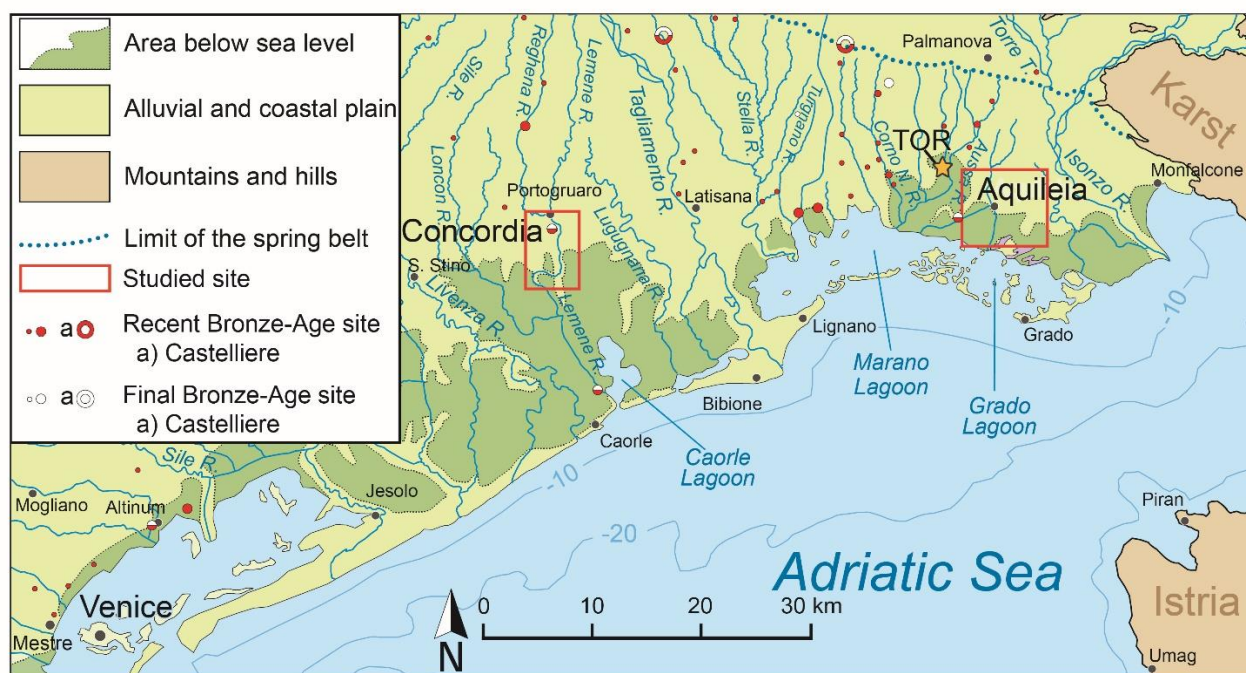 Area below sea level
Alluvial and coastal plain
Mountains and hills
Limit of the spring belt
Studied site
a Recent Bronze-Age site
a) Castelliere
a Final Bronze-Age site
a) Castelliere
Sile R.
Reghena R.
Lemene R.
Tagliamento R.
Stella R.
Turgnano R.
Palmanova
Torre T.
Karst
TOR
Corno N.R.
Ausa R.
Isonzo R.
Monfalcone
Loncon R.
Portogruaro
Latisana
Aquileia
Concordia
Lugugnana R.
S. Stino
Livenza R.
Lemene R.
Lignano
Grado
-10
Marano
Lagoon
Grado
Lagoon
Bibione
Caorle
Caorle
Lagoon
Sile R.
Mogliano
Altinum
Jesolo
-10
-20
Piran
Adriatic Sea
Istria
Venice
Mestre
N
0 10 20 30 km
Umag